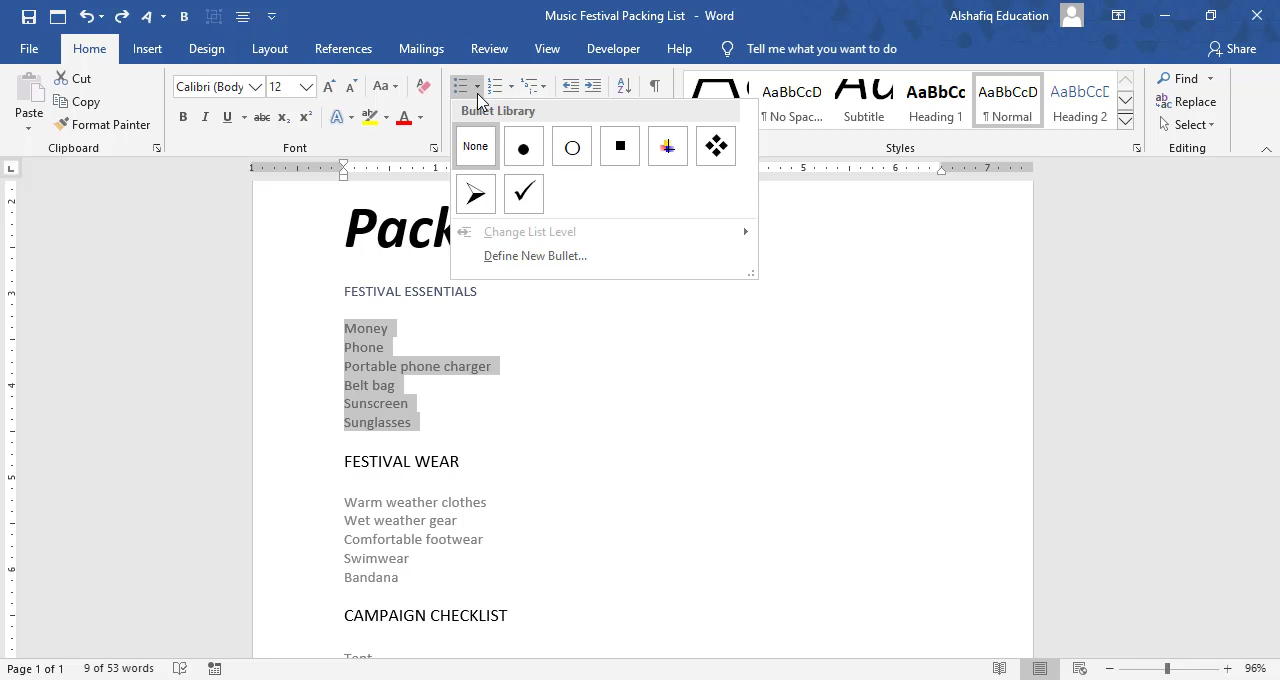 Music Festival Packing List - Word
Alshafiq Education
File Home Insert Design Layout References Mailings Review View Developer Help Tell me what you want to do Share
Paste
Cut
Copy
Format Painter
Clipboard
Calibri (Body 12
Font
AaBbCcD AaBbCc AaBbCcD AaBbCcD
¶ No Spac... Subtitle Heading 1 ¶ Normal Heading 2
Styles
Find
Replace
Select
Editing
Bullet Library
None
Change List Level
Define New Bullet...
FESTIVAL ESSENTIALS
Money
Phone
Portable phone charger
Belt bag
Sunscreen
Sunglasses
FESTIVAL WEAR
Warm weather clothes
Wet weather gear
Comfortable footwear
Swimwear
Bandana
CAMPAIGN CHECKLIST
Page 1 of 1 9 of 53 words 96%